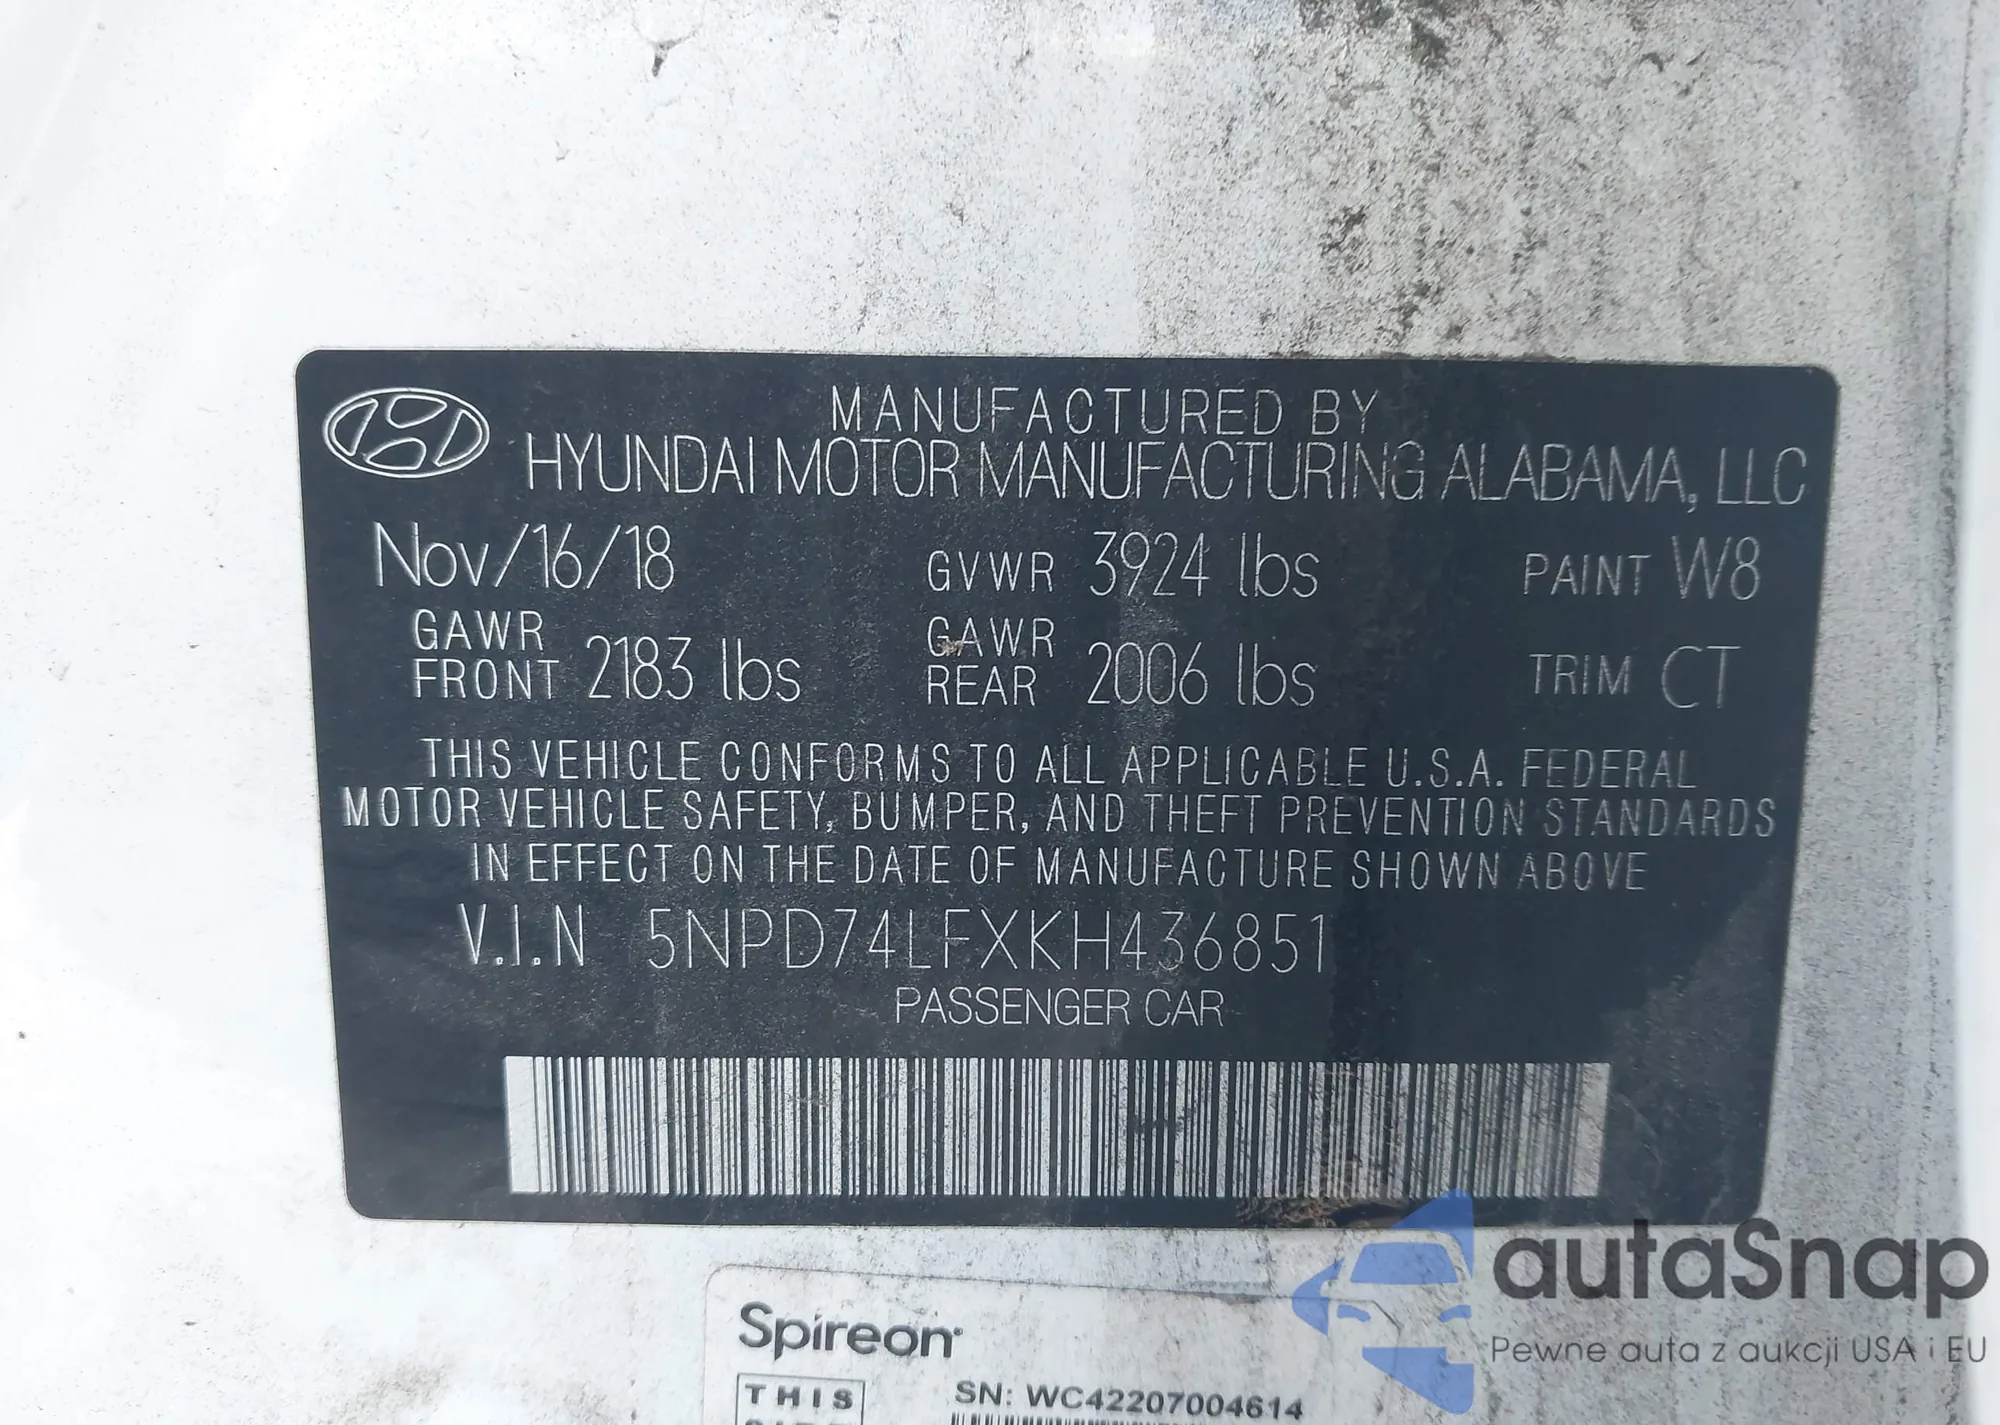 MANUFACTURED BY
HYUNDAI MOTOR MANUFACTURING ALABAMA, LLC
Nov/16/18 GVWR 3924 lbs PAINT W8
GAWR FRONT 2183 lbs GAWR REAR 2006 lbs TRIM CT
THIS VEHICLE CONFORMS TO ALL APPLICABLE U.S.A. FEDERAL
MOTOR VEHICLE SAFETY, BUMPER, AND THEFT PREVENTION STANDARDS
IN EFFECT ON THE DATE OF MANUFACTURE SHOWN ABOVE
V.I.N 5NPD74LFXKH436851
PASSENGER CAR
Spireon
THIS
SN: WC42207004614
autaSnap
Pewne auta z aukcji USA i EU